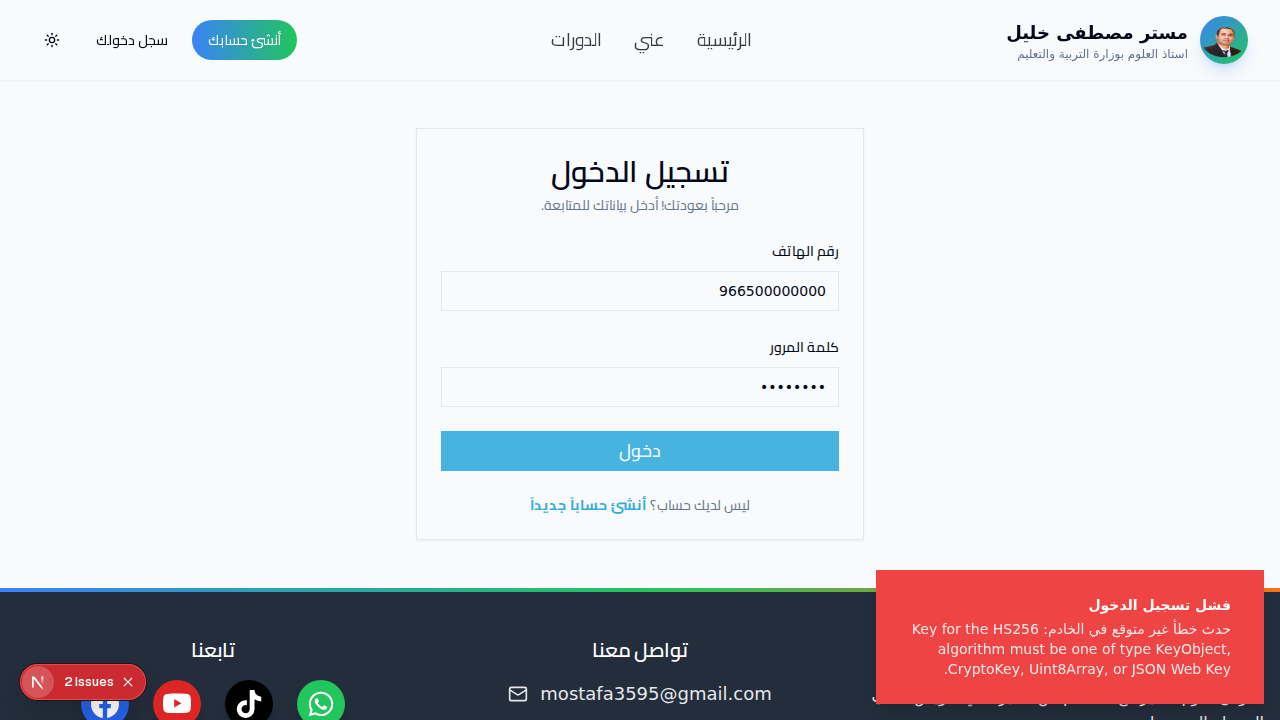 مستر مصطفى خليل
استاذ العلوم بوزارة التربية والتعليم
الرئيسية
عني
الدورات
أنشئ حسابك
سجل دخولك
تسجيل الدخول
مرحباً بعودتك! أدخل بياناتك للمتابعة.
رقم الهاتف
966500000000
كلمة المرور
••••••••
دخول
ليس لديك حساب؟ أنشئ حساباً جديداً
فشل تسجيل الدخول
حدث خطأ غير متوقع في الخادم: Key for the HS256
algorithm must be one of type KeyObject,
CryptoKey, Uint8Array, or JSON Web Key.
تواصل معنا
mostafa3595@gmail.com
تابعنا
N
2 Issues